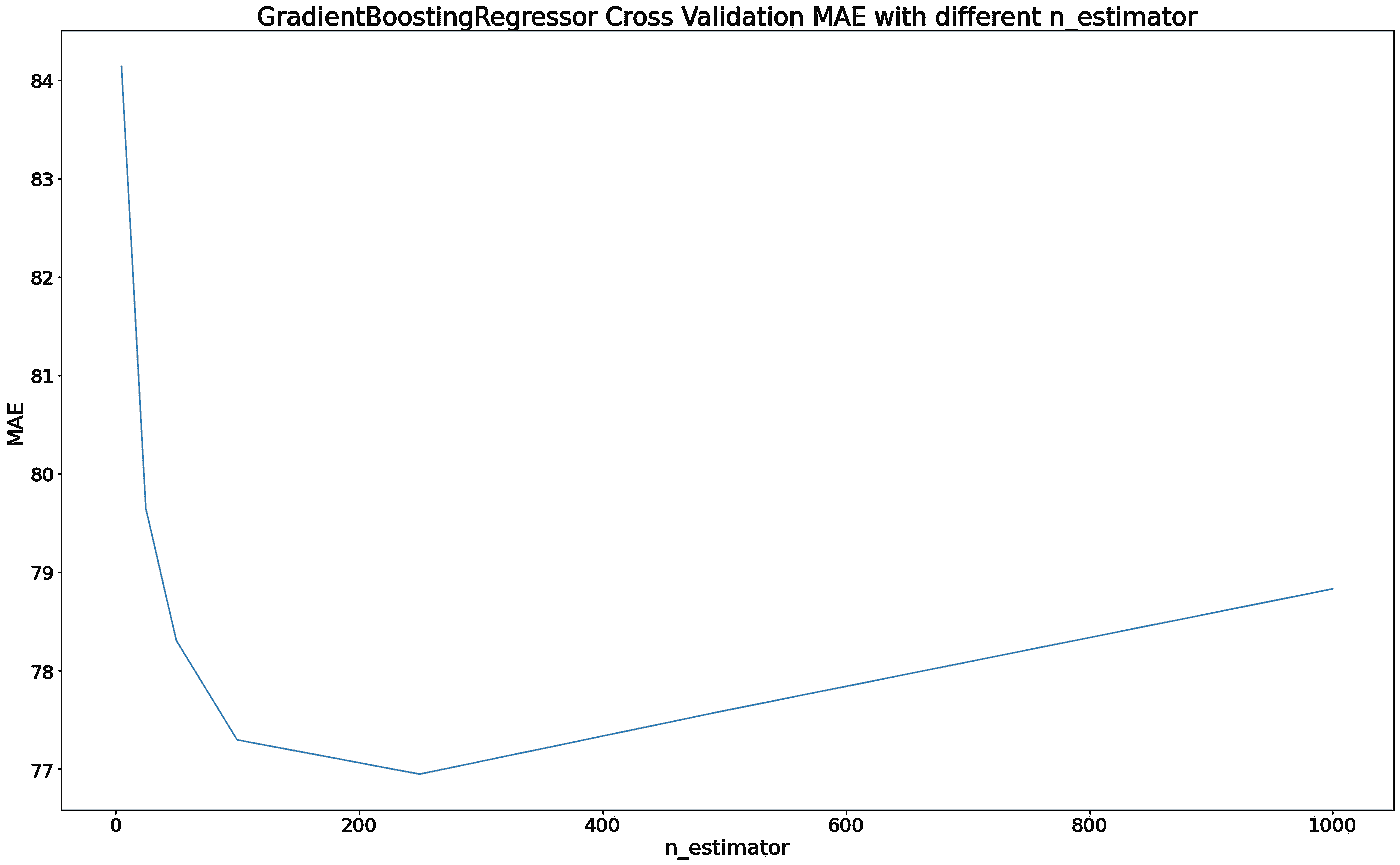 GradientBoostingRegressor Cross Validation MAE with different n_estimator
84
83
82
81
80
79
78
77
MAE
0 200 400 600 800 1000
n_estimator